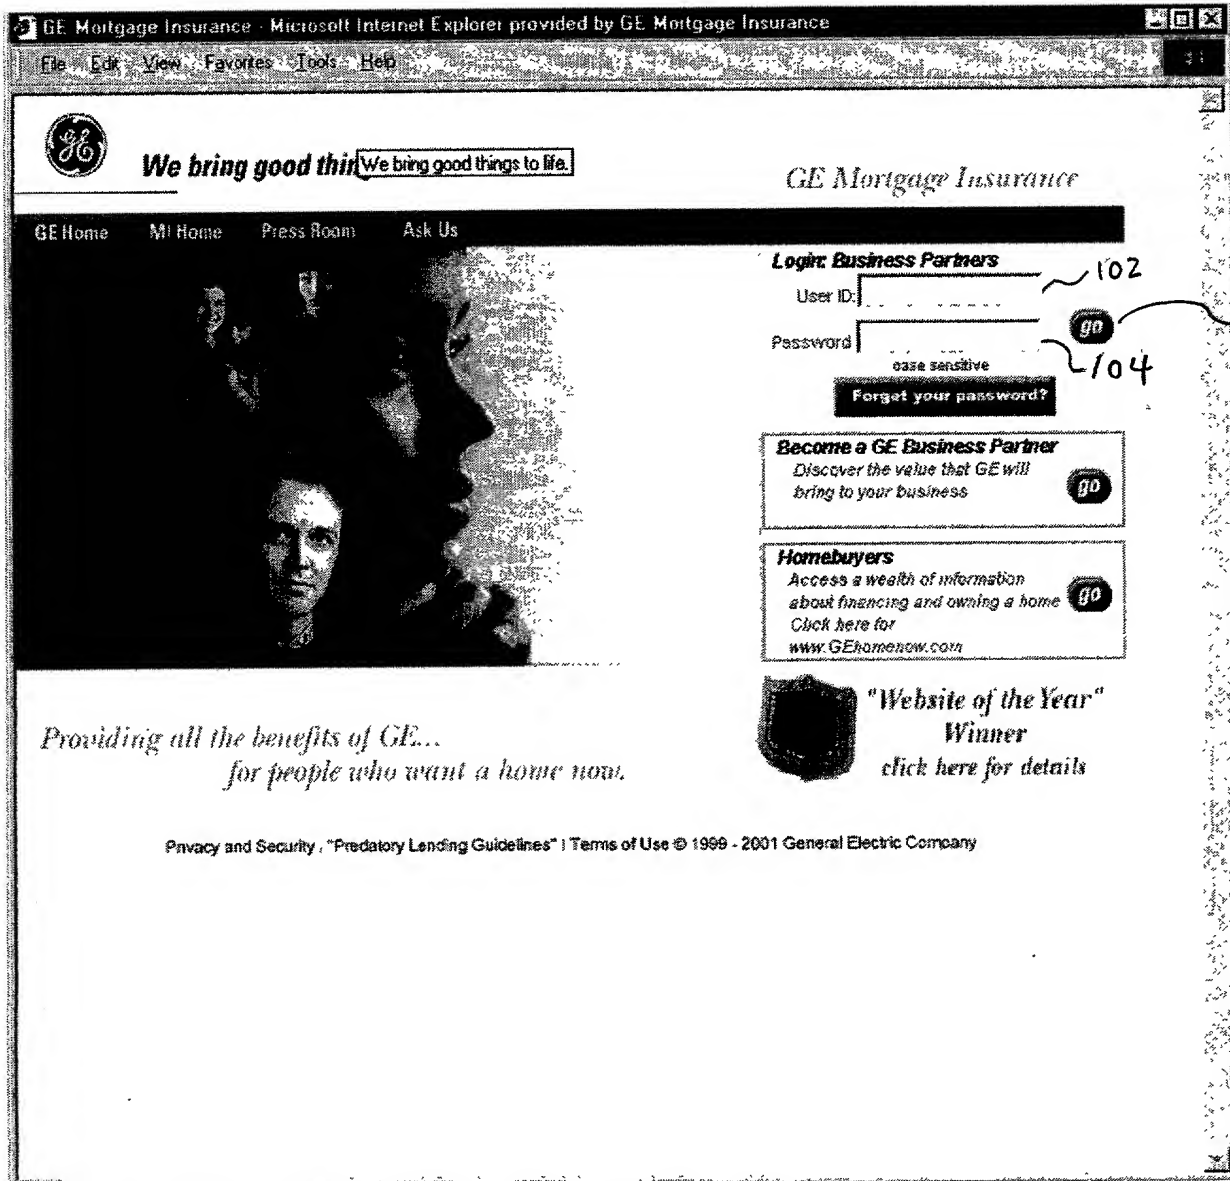 GE Mortgage Insurance - Microsoft Internet Explorer provided by GE Mortgage Insurance
File Edit View Favorites Tools Help
GE
We bring good thin We bring good things to life.
GE Mortgage Insurance
GE Home MI Home Press Room Ask Us
Login: Business Partners
User ID: 102
go
Password 104
case sensitive
Forget your password?
Become a GE Business Partner
Discover the value that GE will
bring to your business
go
Homebuyers
Access a wealth of information
about financing and owning a home
go
Click here for
www.GEhomenow.com
"Website of the Year"
Winner
click here for details
Providing all the benefits of GE...
for people who want a home now.
Privacy and Security , "Predatory Lending Guidelines" | Terms of Use © 1999 - 2001 General Electric Company